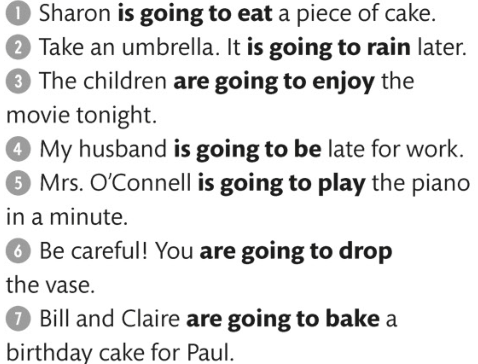 1 Sharon is going to eat a piece of cake.
2 Take an umbrella. It is going to rain later.
3 The children are going to enjoy the
movie tonight.
4 My husband is going to be late for work.
5 Mrs. O’Connell is going to play the piano
in a minute.
6 Be careful! You are going to drop
the vase.
7 Bill and Claire are going to bake a
birthday cake for Paul.